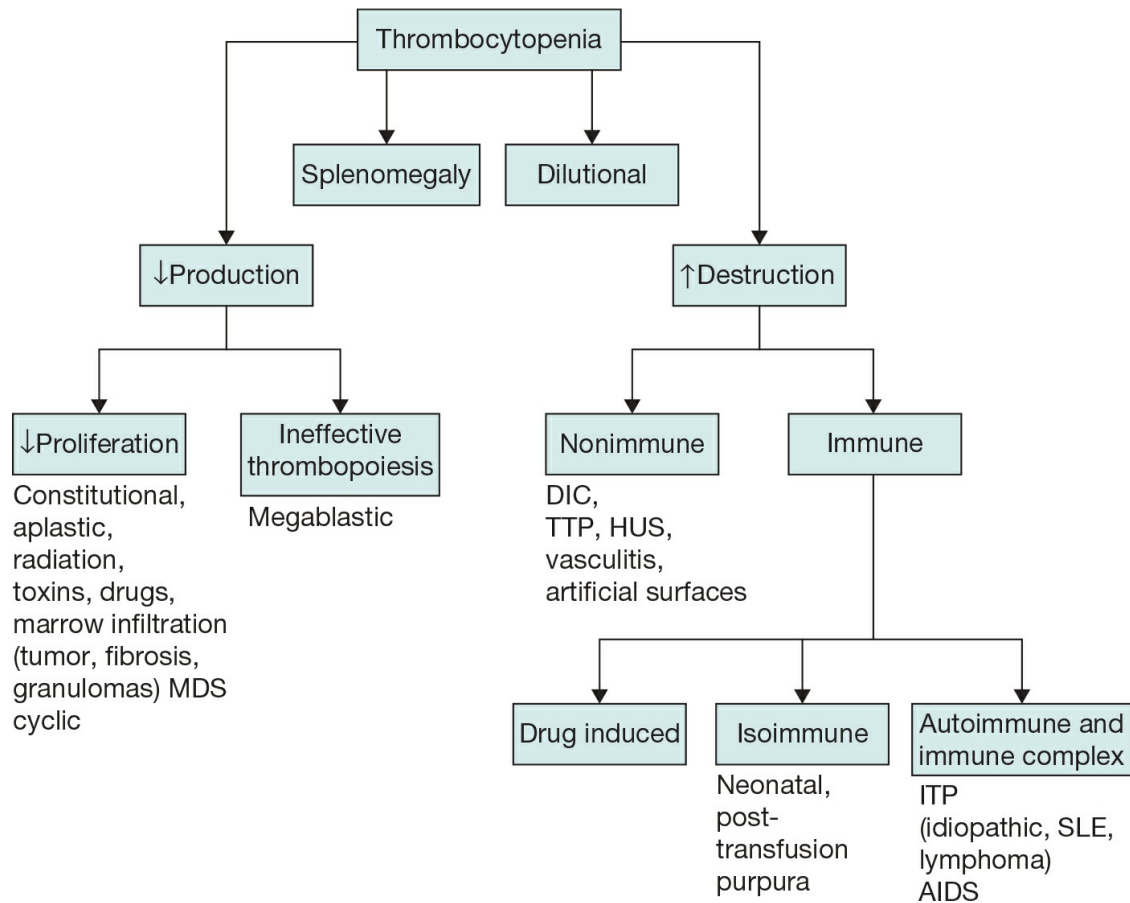 Thrombocytopenia
Splenomegaly
Dilutional
↓Production
↑Destruction
↓Proliferation
Constitutional,
aplastic,
radiation,
toxins, drugs,
marrow infiltration
(tumor, fibrosis,
granulomas) MDS
cyclic
Ineffective
thrombopoiesis
Megablastic
Nonimmune
DIC,
TTP, HUS,
vasculitis,
artificial surfaces
Immune
Drug induced
Isoimmune
Neonatal,
post-
transfusion
purpura
Autoimmune and
immune complex
ITP
(idiopathic, SLE,
lymphoma)
AIDS